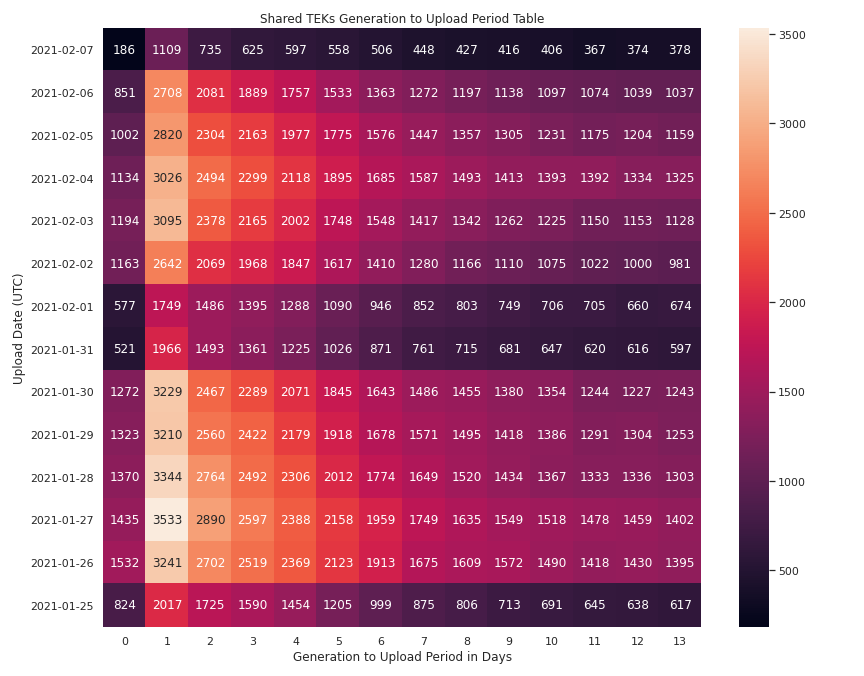 Shared TEKs Generation to Upload Period Table
Upload Date (UTC)
2021-02-07 186 1109 735 625 597 558 506 448 427 416 406 367 374 378
2021-02-06 851 2708 2081 1889 1757 1533 1363 1272 1197 1138 1097 1074 1039 1037
2021-02-05 1002 2820 2304 2163 1977 1775 1576 1447 1357 1305 1231 1175 1204 1159
2021-02-04 1134 3026 2494 2299 2118 1895 1685 1587 1493 1413 1393 1392 1334 1325
2021-02-03 1194 3095 2378 2165 2002 1748 1548 1417 1342 1262 1225 1150 1153 1128
2021-02-02 1163 2642 2069 1968 1847 1617 1410 1280 1166 1110 1075 1022 1000 981
2021-02-01 577 1749 1486 1395 1288 1090 946 852 803 749 706 705 660 674
2021-01-31 521 1966 1493 1361 1225 1026 871 761 715 681 647 620 616 597
2021-01-30 1272 3229 2467 2289 2071 1845 1643 1486 1455 1380 1354 1244 1227 1243
2021-01-29 1323 3210 2560 2422 2179 1918 1678 1571 1495 1418 1386 1291 1304 1253
2021-01-28 1370 3344 2764 2492 2306 2012 1774 1649 1520 1434 1367 1333 1336 1303
2021-01-27 1435 3533 2890 2597 2388 2158 1959 1749 1635 1549 1518 1478 1459 1402
2021-01-26 1532 3241 2702 2519 2369 2123 1913 1675 1609 1572 1490 1418 1430 1395
2021-01-25 824 2017 1725 1590 1454 1205 999 875 806 713 691 645 638 617
0 1 2 3 4 5 6 7 8 9 10 11 12 13
Generation to Upload Period in Days
3500
3000
2500
2000
1500
1000
500